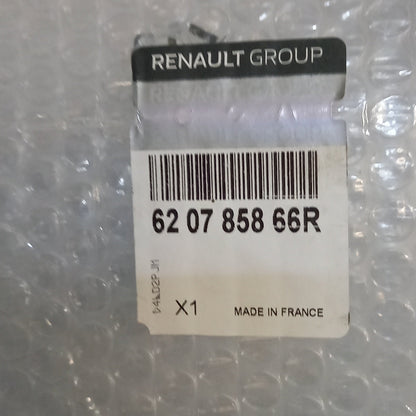 RENAULT GROUP
62 07 858 66R
X1
MADE IN FRANCE